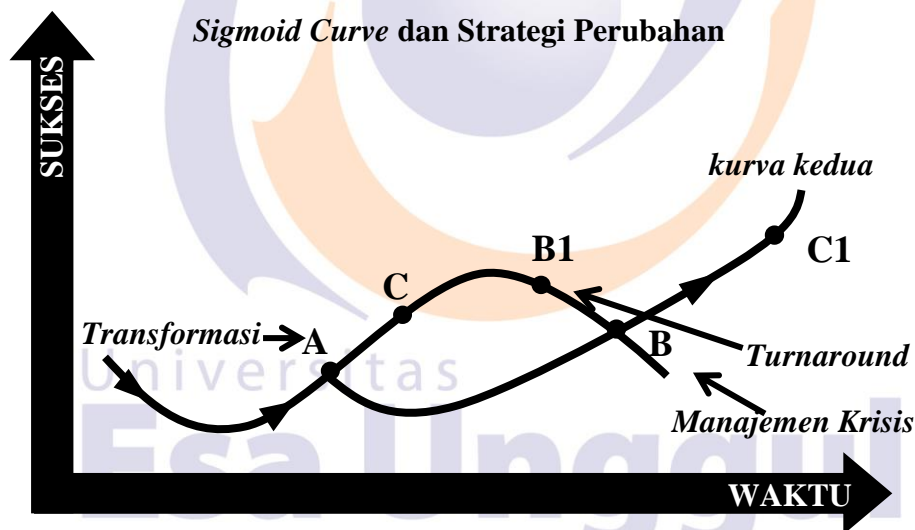 Sigmoid Curve dan Strategi Perubahan
SUKSES
kurva kedua
B1
C1
C
Transformasi
A
B
Turnaround
Universitas
Manajemen Krisis
Esa Unggul
WAKTU